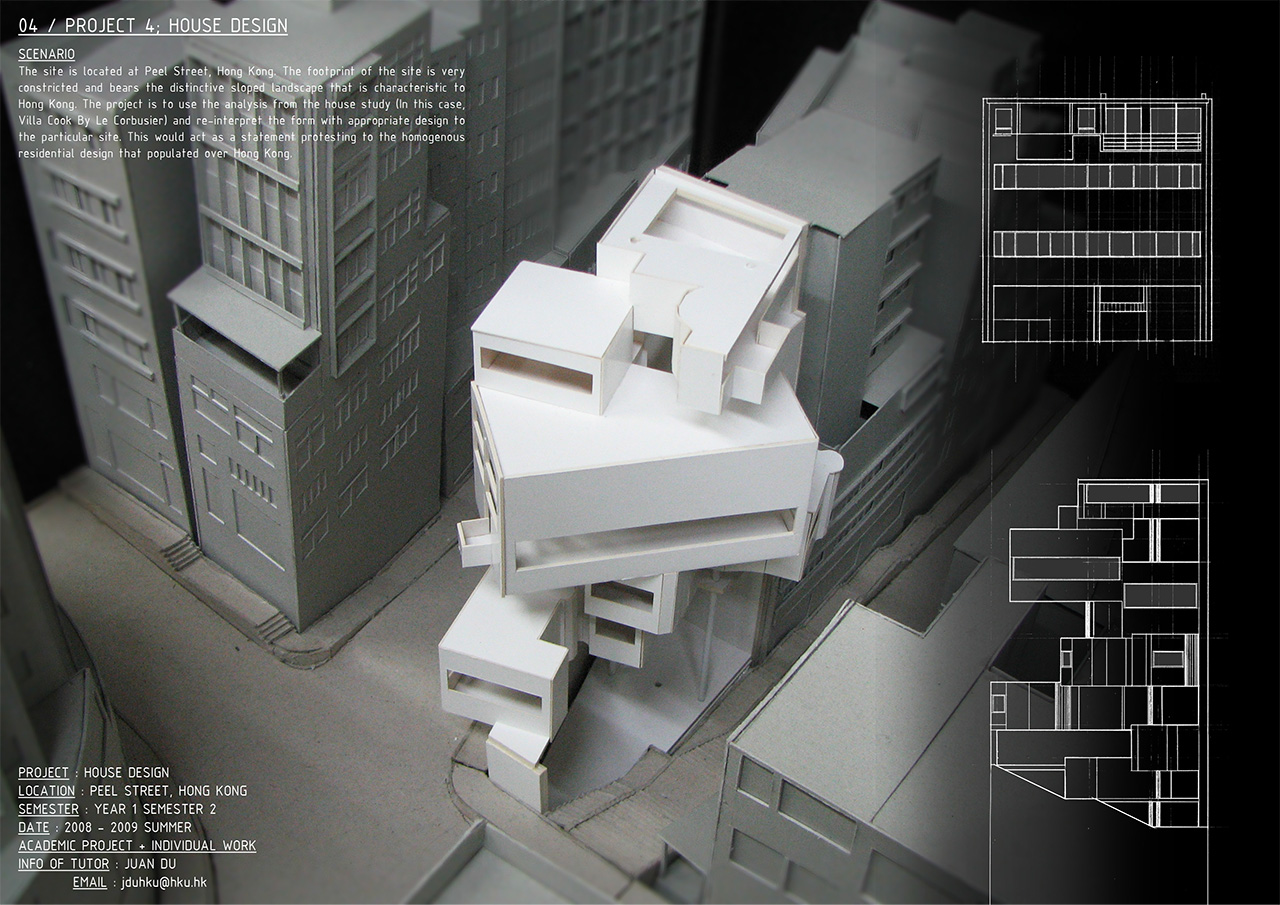 04 / PROJECT 4; HOUSE DESIGN
SCENARIO
The site is located at Peel Street, Hong Kong. The footprint of the site is very
constricted and bears the distinctive sloped landscape that is characteristic to
Hong Kong. The project is to use the analysis from the house study (In this case,
Villa Cook By Le Corbusier) and re-interpret the form with appropriate design to
the particular site. This would act as a statement protesting to the homogenous
residential design that populated over Hong Kong.
PROJECT : HOUSE DESIGN
LOCATION : PEEL STREET, HONG KONG
SEMESTER : YEAR 1 SEMESTER 2
DATE : 2008 - 2009 SUMMER
ACADEMIC PROJECT + INDIVIDUAL WORK
INFO OF TUTOR : JUAN DU
EMAIL : jduhku@hku.hk